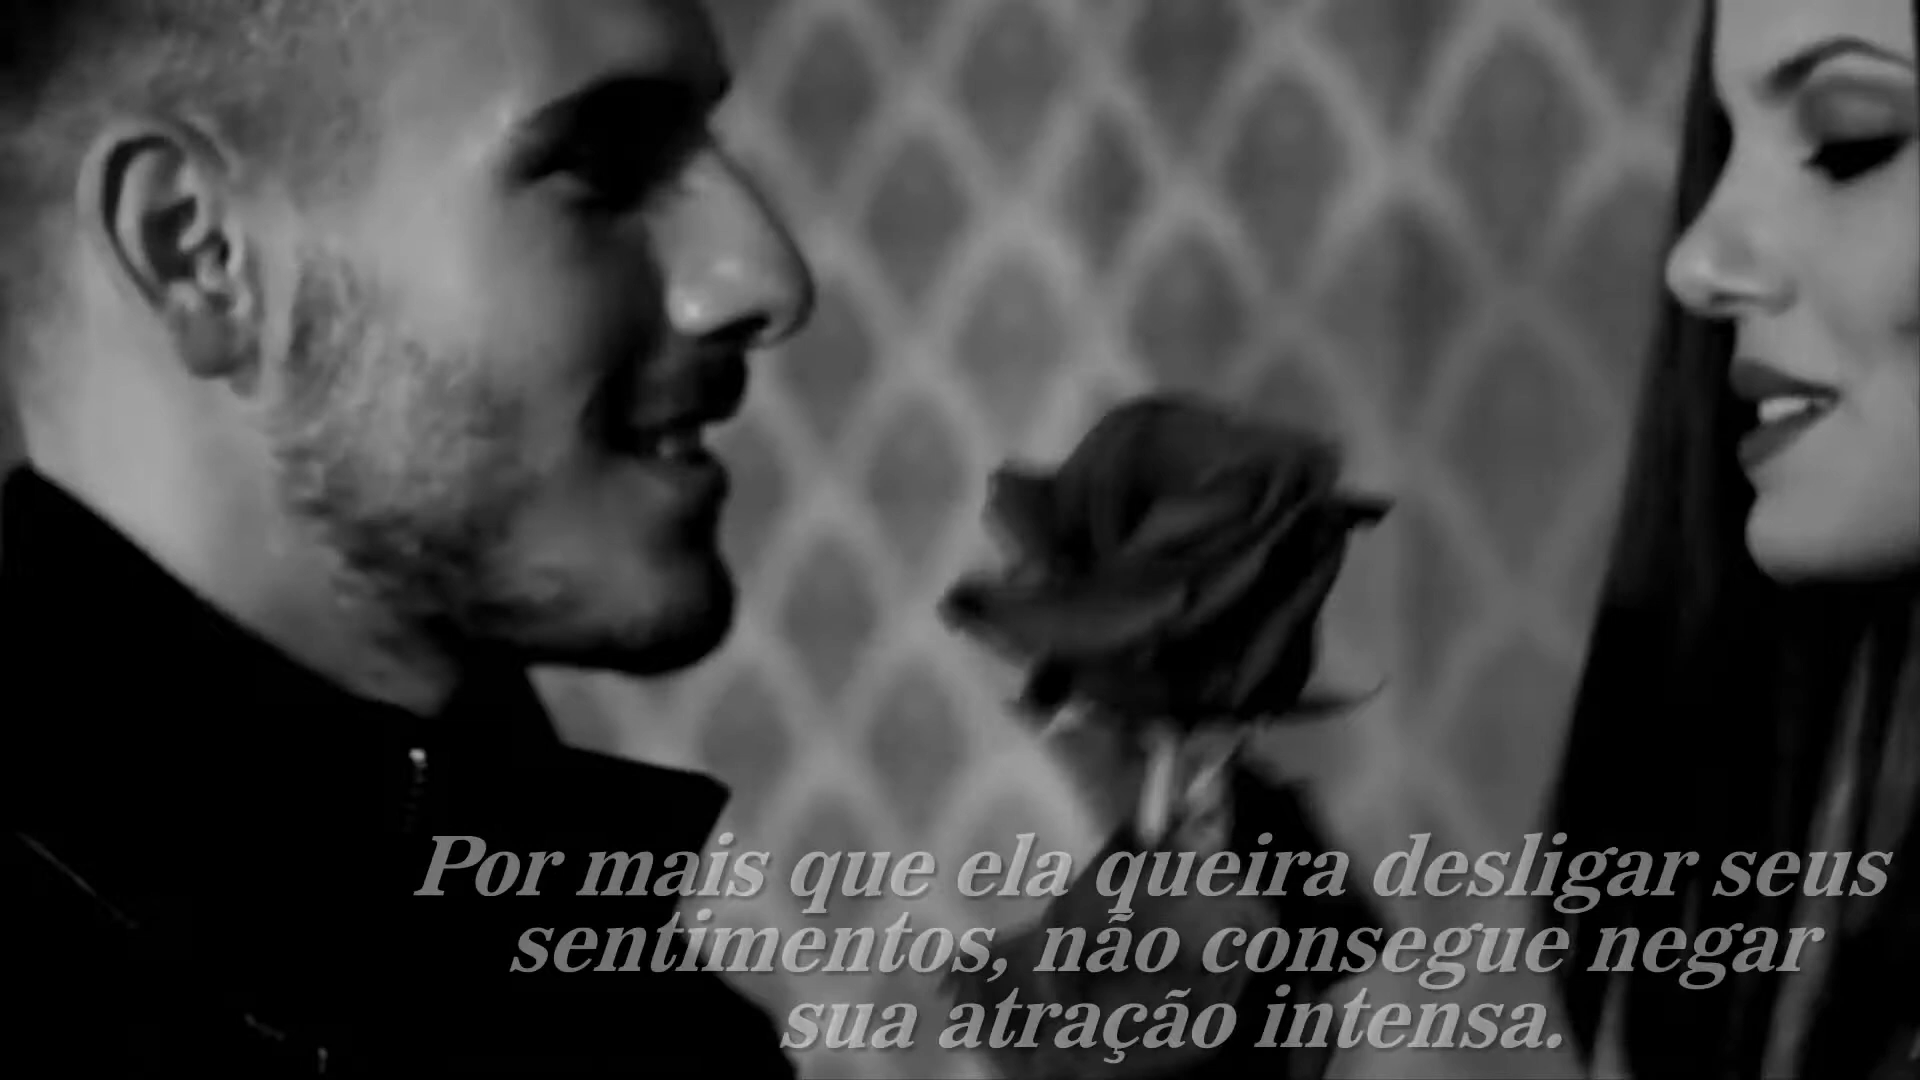 Por mais que ela queira desligar seus
sentimentos, não consegue negar
sua atração intensa.